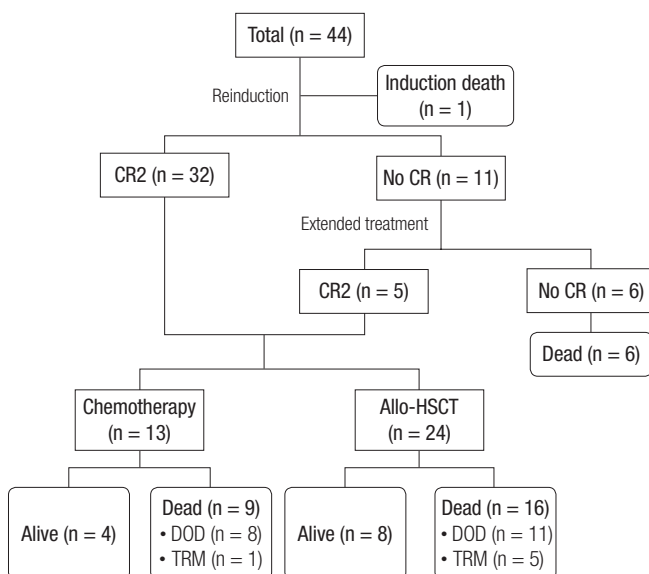 Total (n = 44)
Reinduction
Induction death
(n = 1)
CR2 (n = 32)
No CR (n = 11)
Extended treatment
CR2 (n = 5)
No CR (n = 6)
Dead (n = 6)
Chemotherapy
(n = 13)
Allo-HSCT
(n = 24)
Alive (n = 4)
Dead (n = 9)
• DOD (n = 8)
• TRM (n = 1)
Alive (n = 8)
Dead (n = 16)
• DOD (n = 11)
• TRM (n = 5)